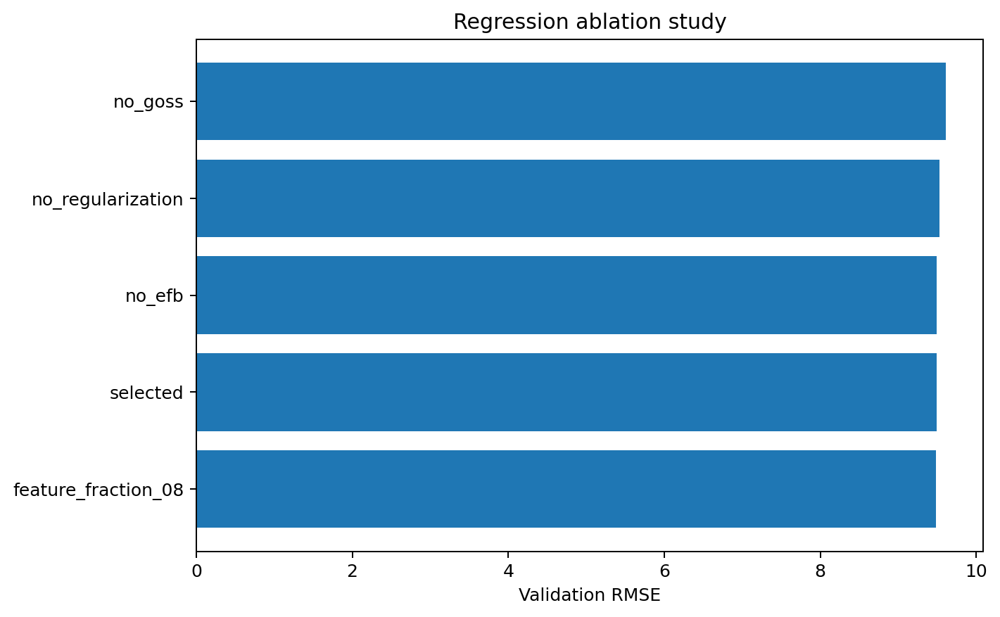 Regression ablation study
no_goss
no_regularization
no_efb
selected
feature_fraction_08
0 2 4 6 8 10
Validation RMSE